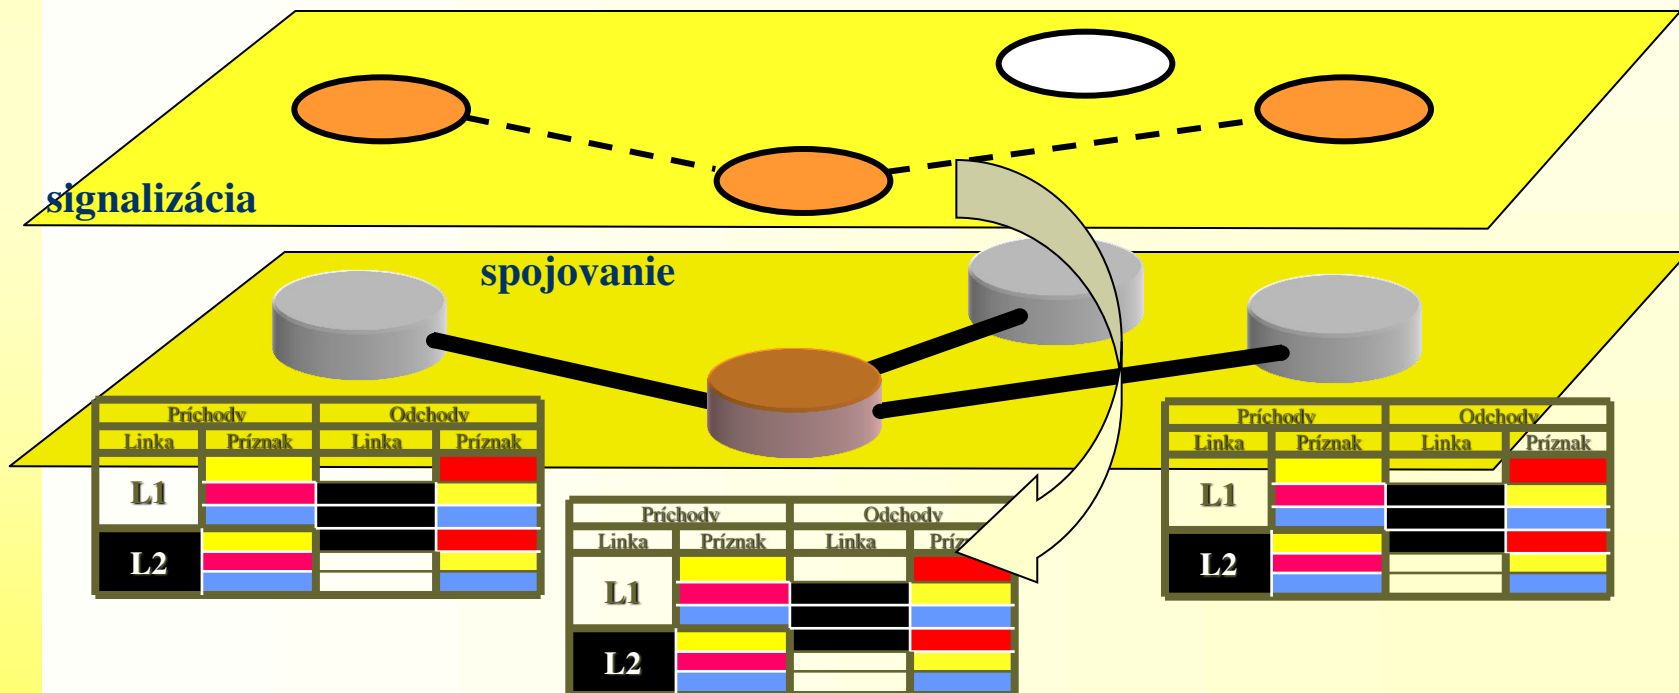 signalizácia
spojovanie
Príchody Odchody
Linka Príznak Linka Príznak
L1
L2
Príchody Odchody
Linka Príznak Linka
L1
L2
Príchody Odchody
Linka Príznak Linka Príznak
L1
L2